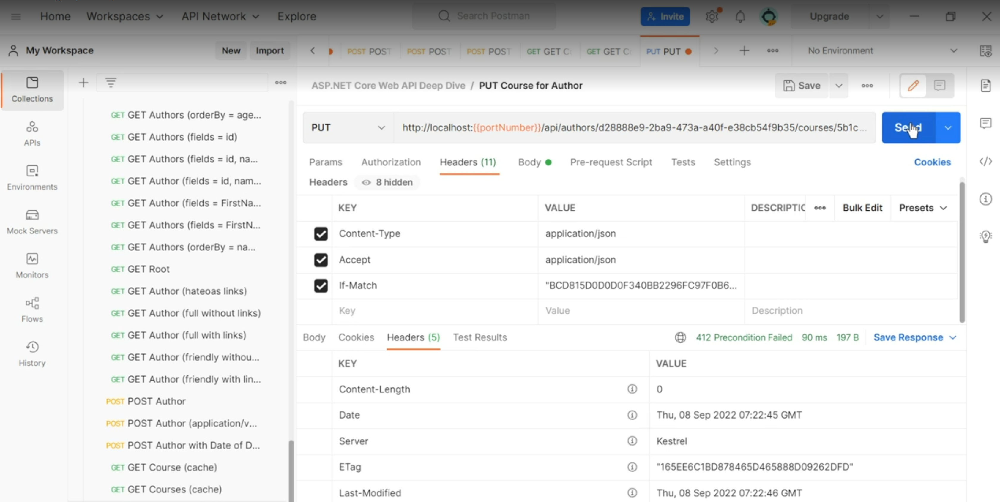 Home Workspaces API Network Explore Search Postman Invite Upgrade
My Workspace New Import POST POST POST POST POST POST GET GET GET GET PUT PUT No Environment
Collections
APIs
Environments
Mock Servers
Monitors
Flows
History
GET GET Authors (orderBy = age...
GET GET Authors (fields = id)
GET GET Authors (fields = id, na...
GET GET Author (fields = id, nam...
GET GET Author (fields = FirstNa...
GET GET Authors (fields = FirstN...
GET GET Authors (orderBy = na...
GET GET Root
GET GET Author (hateoas links)
GET GET Author (full without links)
GET GET Author (full with links)
GET GET Author (friendly withou...
GET GET Author (friendly with lin...
POST POST Author
POST POST Author (application/v...
POST POST Author with Date of D...
GET GET Course (cache)
GET GET Courses (cache)
ASP.NET Core Web API Deep Dive / PUT Course for Author Save
PUT http://localhost:{{portNumber}}/api/authors/d28888e9-2ba9-473a-a40f-e38cb54f9b35/courses/5b1c... Send
Params Authorization Headers (11) Body Pre-request Script Tests Settings Cookies
Headers 8 hidden
KEY VALUE DESCRIPTIO Bulk Edit Presets
Content-Type application/json
Accept application/json
If-Match "BCD815D0D0D0F340BB2296FC97F0B6...
Key Value Description
Body Cookies Headers (5) Test Results 412 Precondition Failed 90 ms 197 B Save Response
KEY VALUE
Content-Length 0
Date Thu, 08 Sep 2022 07:22:45 GMT
Server Kestrel
ETag "165EE6C1BD878465D465888D09262DFD"
Last-Modified Thu, 08 Sep 2022 07:22:46 GMT